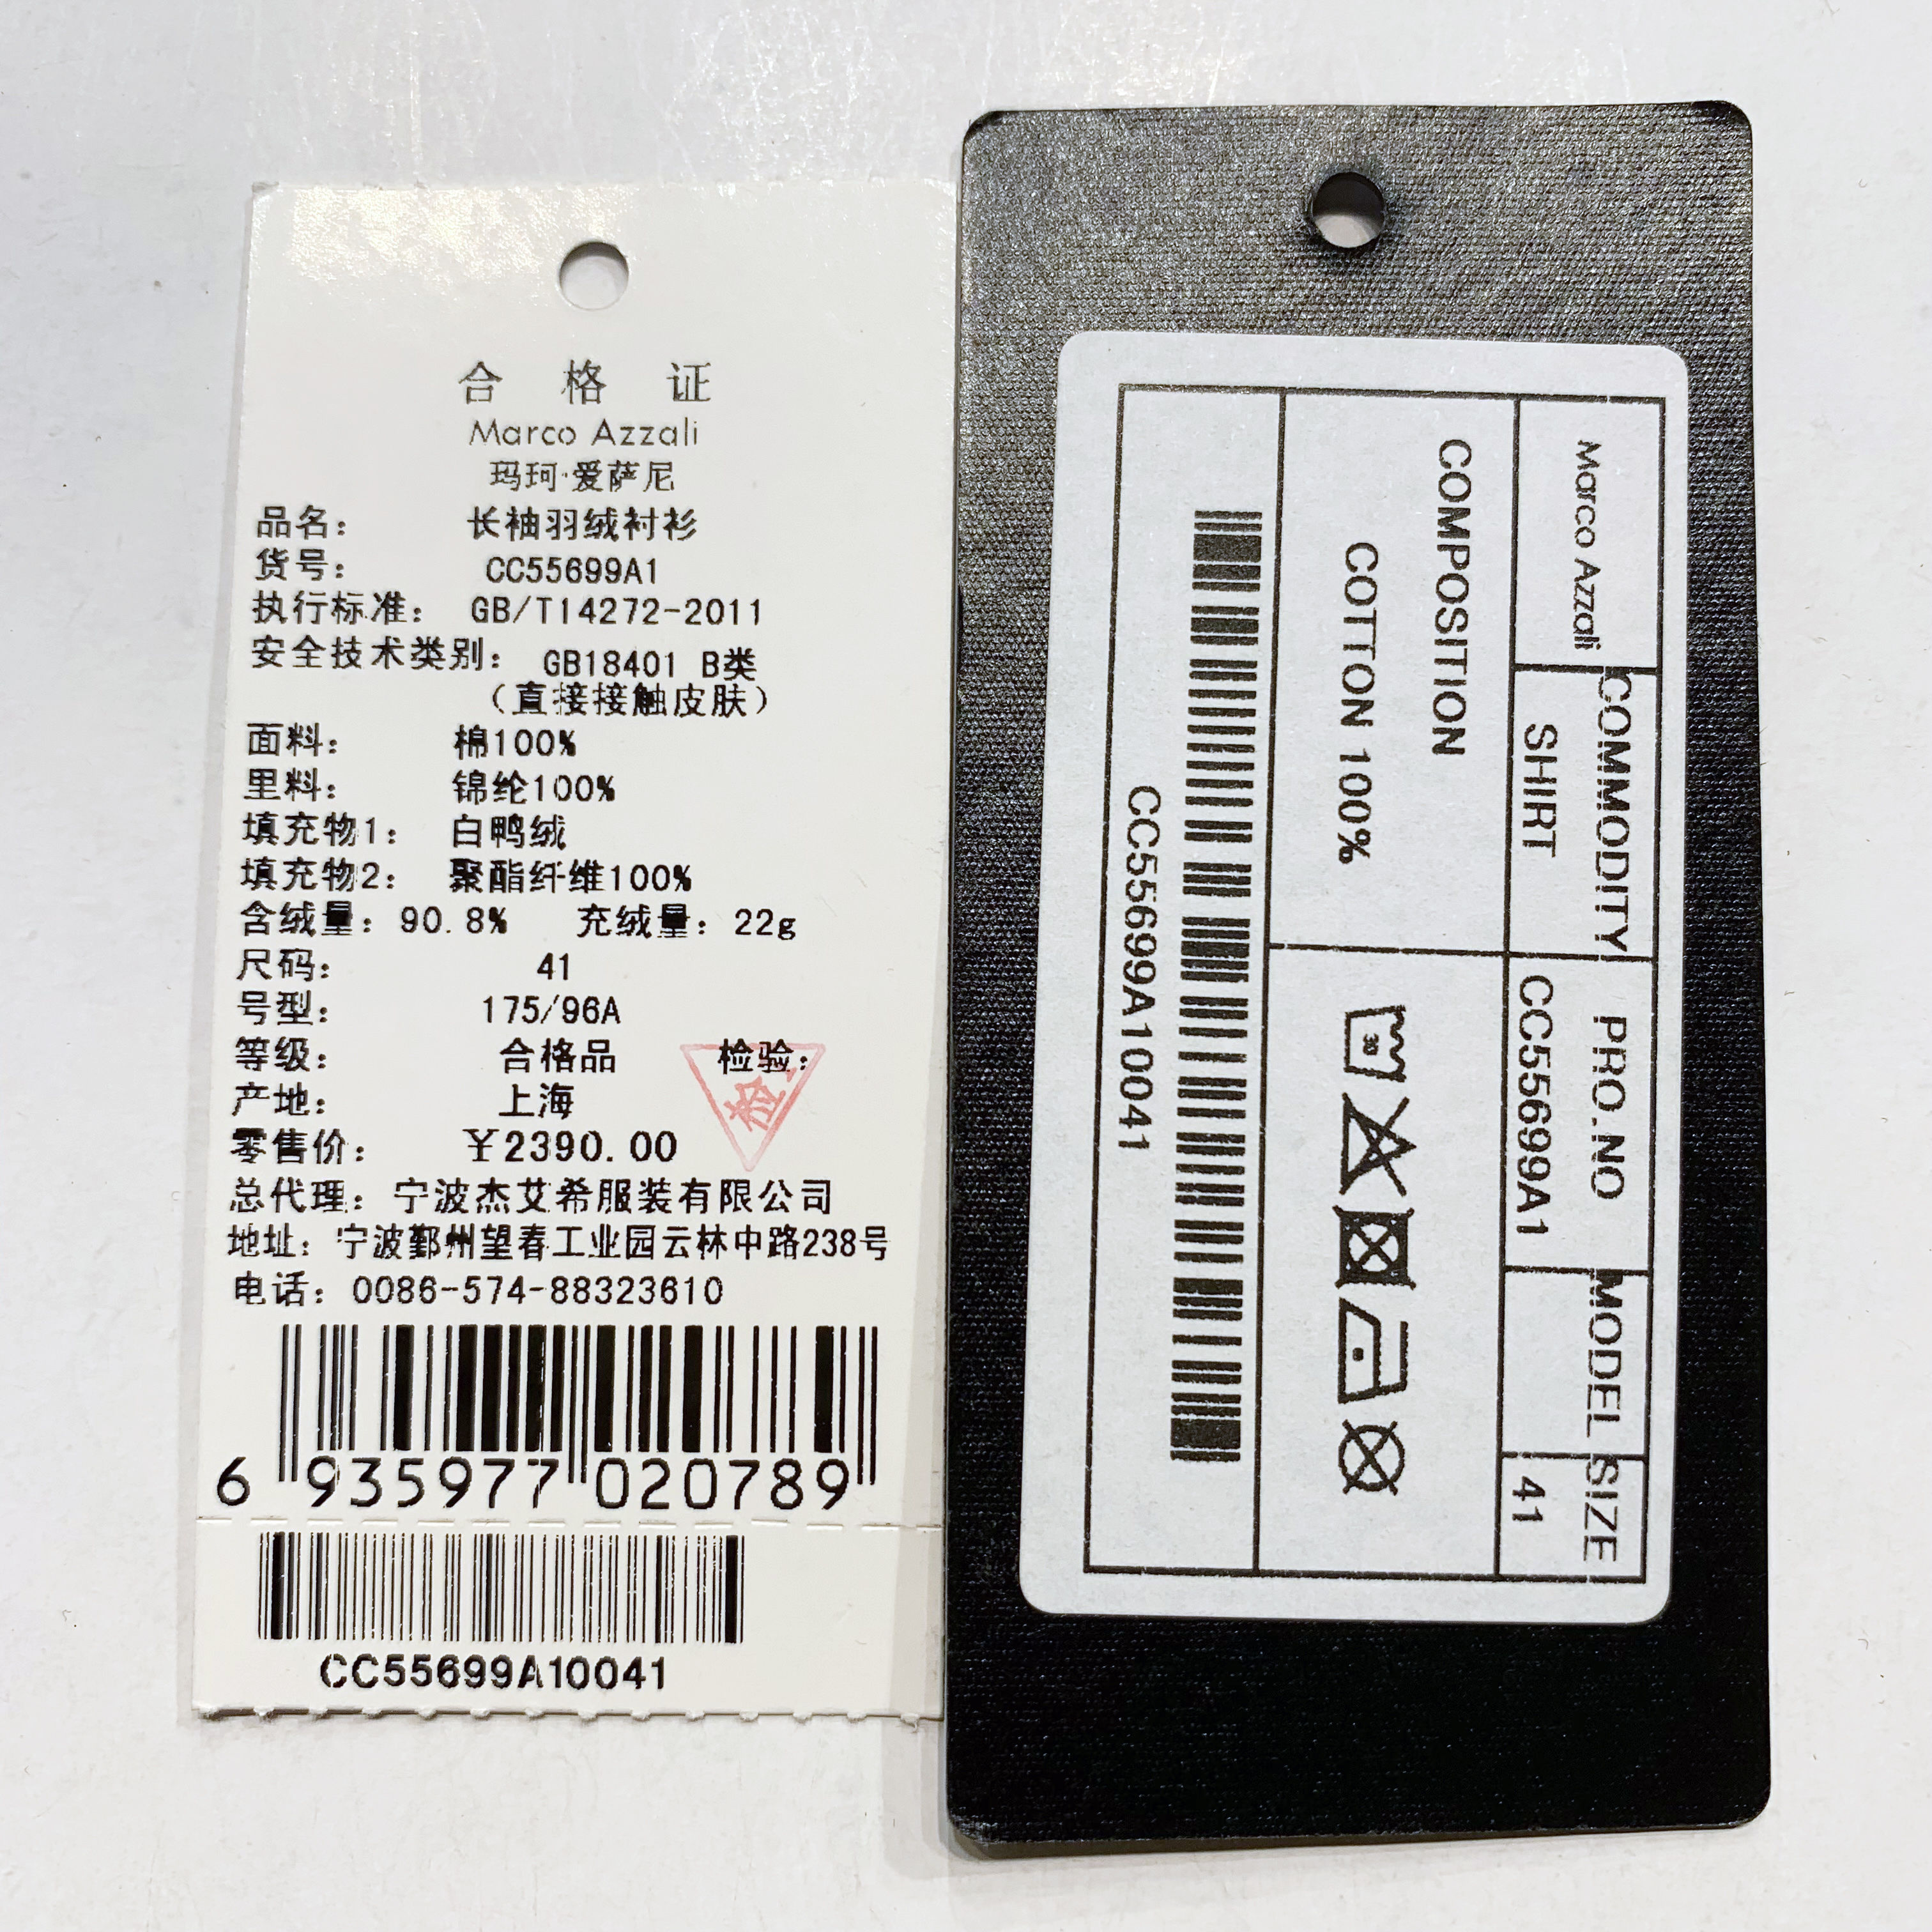 合 格 证
Marco Azzali
玛珂·爱萨尼
品名： 长袖羽绒衬衫
货号： CC55699A1
执行标准： GB/T14272-2011
安全技术类别： GB18401 B类
（直接接触皮肤）
面料： 棉100%
里料： 锦纶100%
填充物1： 白鸭绒
填充物2： 聚酯纤维100%
含绒量：90.8% 充绒量：22g
尺码： 41
号型： 175/96A
等级： 合格品 检验：
检
产地： 上海
零售价： ￥2390.00
总代理：宁波杰艾希服装有限公司
地址：宁波鄞州望春工业园云林中路238号
电话：0086-574-88323610
6 935977 020789
CC55699A10041
Marco Azzali COMMODITY PRO.NO MODEL SIZE
SHIRT CC55699A1 41
COMPOSITION
COTTON 100%
30
CC55699A10041